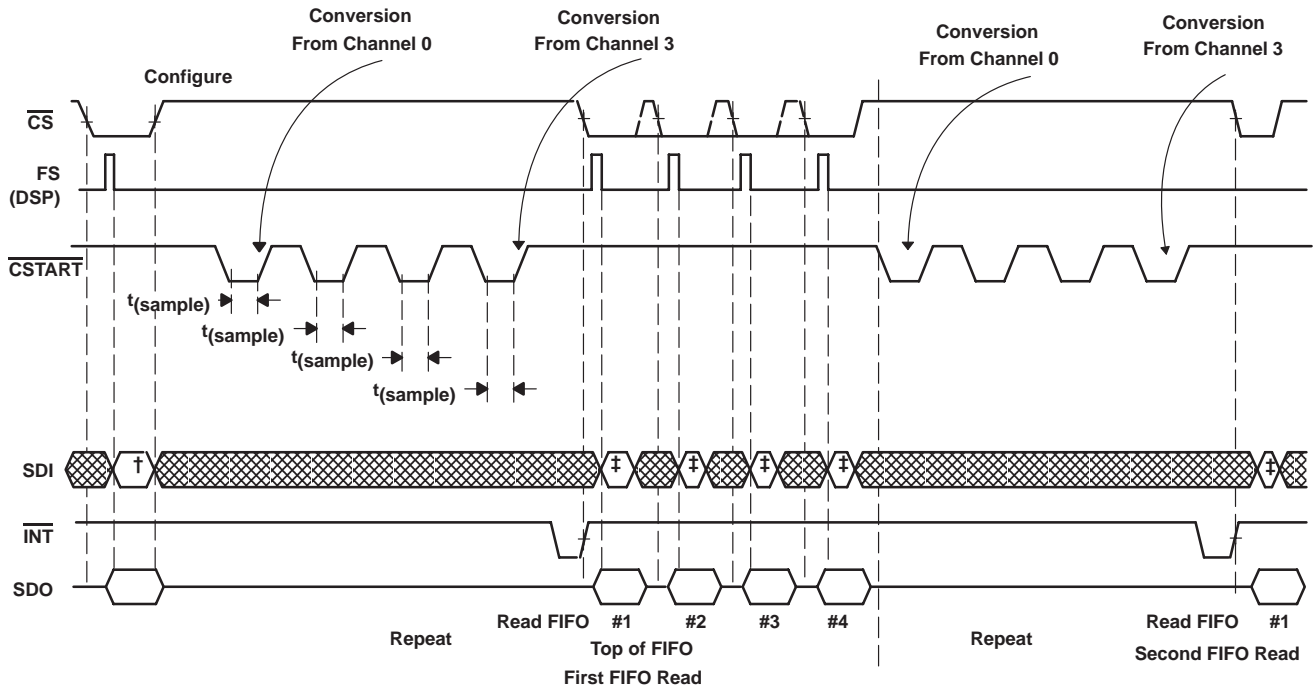 Conversion
From Channel 0
Conversion
From Channel 3
Conversion
From Channel 0
Conversion
From Channel 3
Configure
CS
FS
(DSP)
CSTART
t(sample)
t(sample)
t(sample)
t(sample)
SDI
†
‡
‡
‡
‡
‡
INT
SDO
Repeat
Read FIFO
#1
#2
#3
#4
Top of FIFO
First FIFO Read
Repeat
Read FIFO
#1
Second FIFO Read